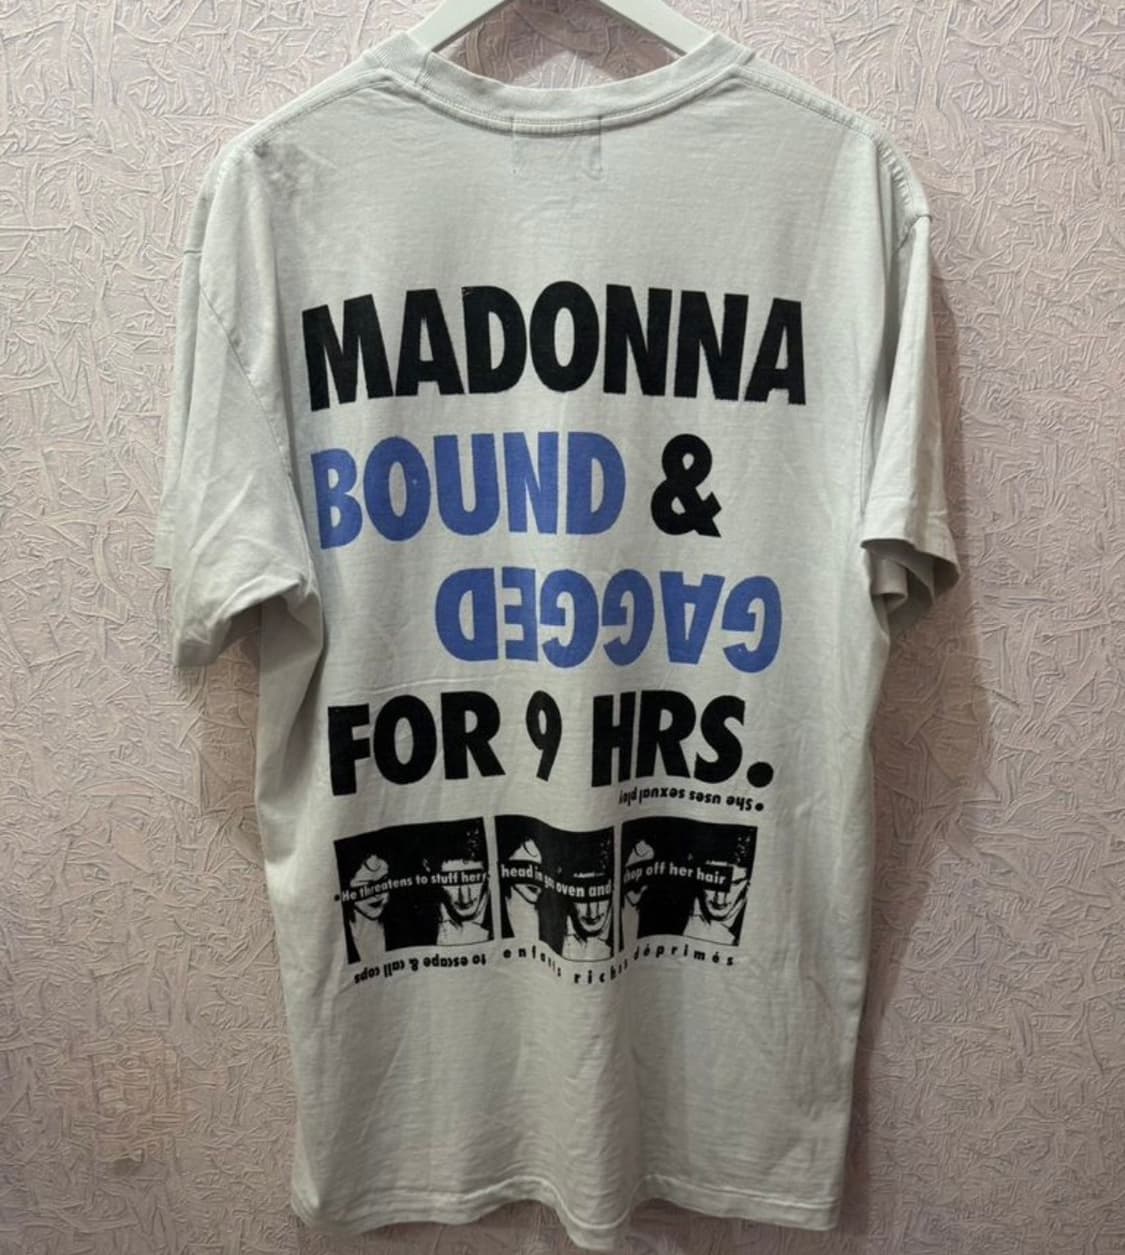 MADONNA
BOUND &
GAGGED
FOR 9 HRS.
• She uses sexual play
• He threatens to stuff her head in an oven and chop off her hair
to escape & call cops
enfants riches déprimés